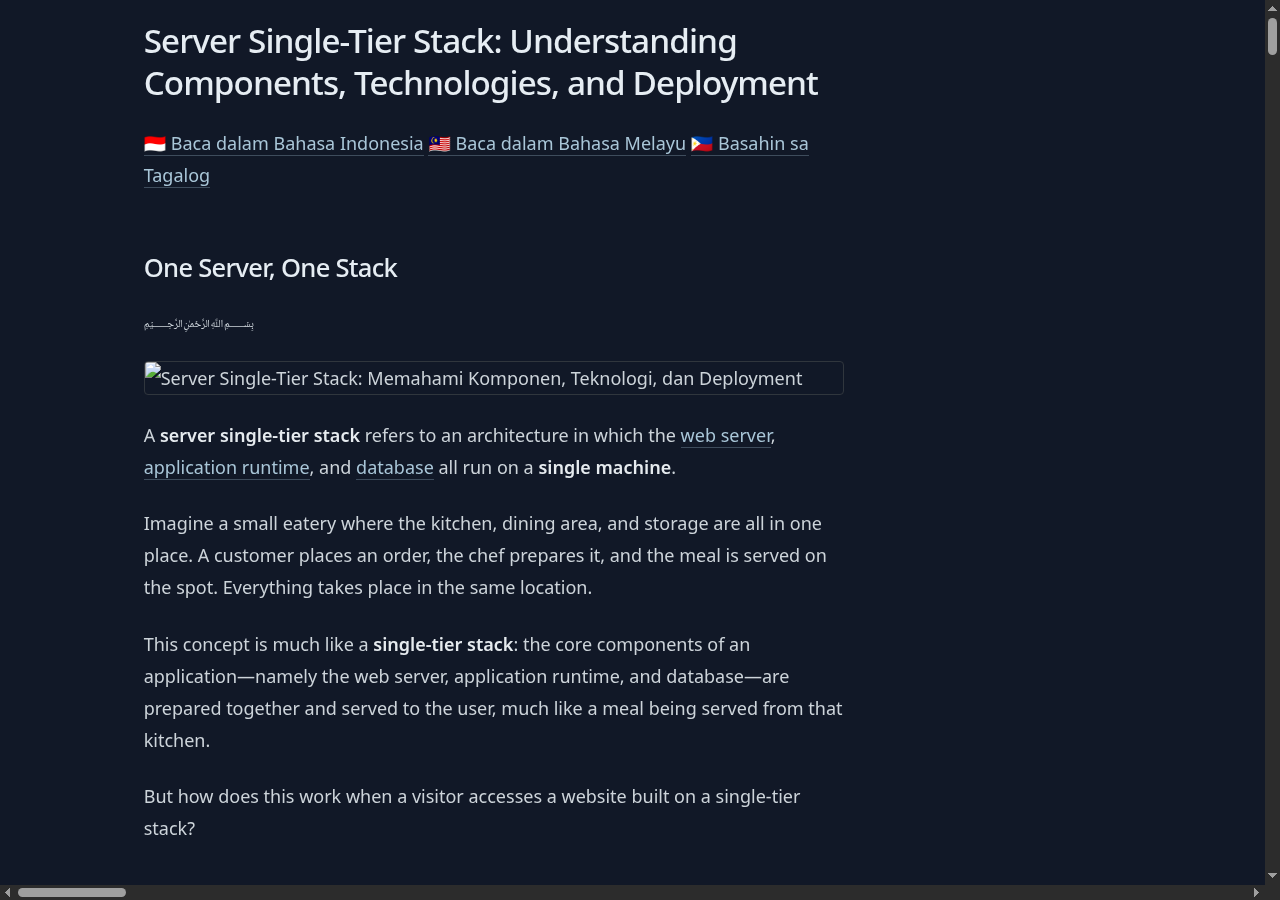 Server Single-Tier Stack: Understanding
Components, Technologies, and Deployment
🇮🇩 Baca dalam Bahasa Indonesia 🇲🇾 Baca dalam Bahasa Melayu 🇵🇭 Basahin sa
Tagalog
One Server, One Stack
بِسْــــــــمِ اللَّهِ الرَّحْمَنِ الرَّحِــــــــيْمِ
Server Single-Tier Stack: Memahami Komponen, Teknologi, dan Deployment
A server single-tier stack refers to an architecture in which the web server,
application runtime, and database all run on a single machine.
Imagine a small eatery where the kitchen, dining area, and storage are all in one
place. A customer places an order, the chef prepares it, and the meal is served on
the spot. Everything takes place in the same location.
This concept is much like a single-tier stack: the core components of an
application—namely the web server, application runtime, and database—are
prepared together and served to the user, much like a meal being served from that
kitchen.
But how does this work when a visitor accesses a website built on a single-tier
stack?